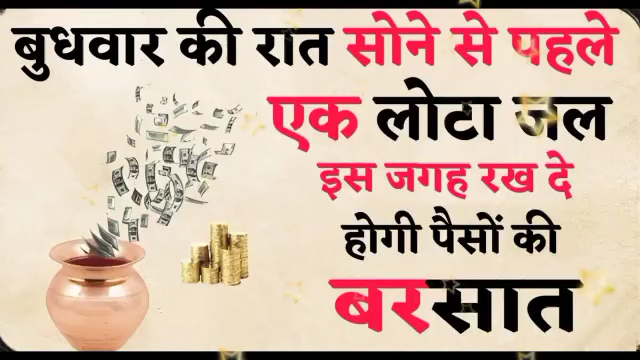 बुधवार की रात सोने से पहले
एक लोटा जल
इस जगह रख दे
होगी पैसों की
बरसात